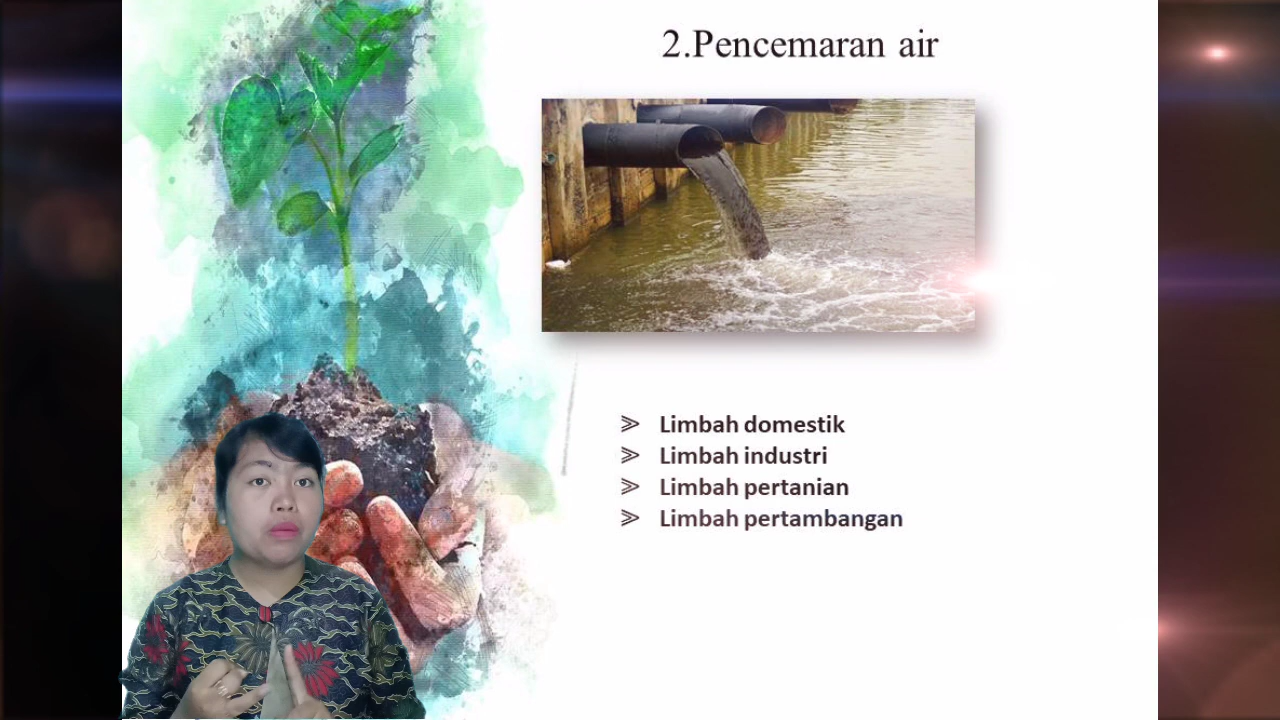 2.Pencemaran air
⪢ Limbah domestik
⪢ Limbah industri
⪢ Limbah pertanian
⪢ Limbah pertambangan